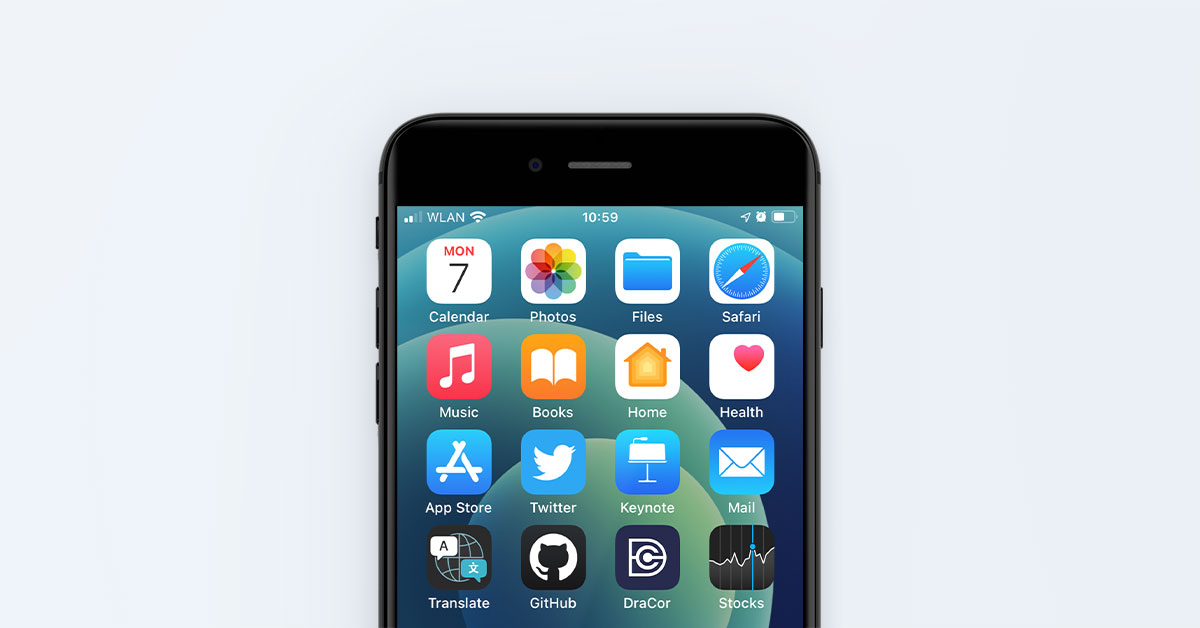 WLAN 10:59
MON
7
Calendar Photos Files Safari
Music Books Home Health
A
文
App Store Twitter Keynote Mail
Translate GitHub DraCor Stocks